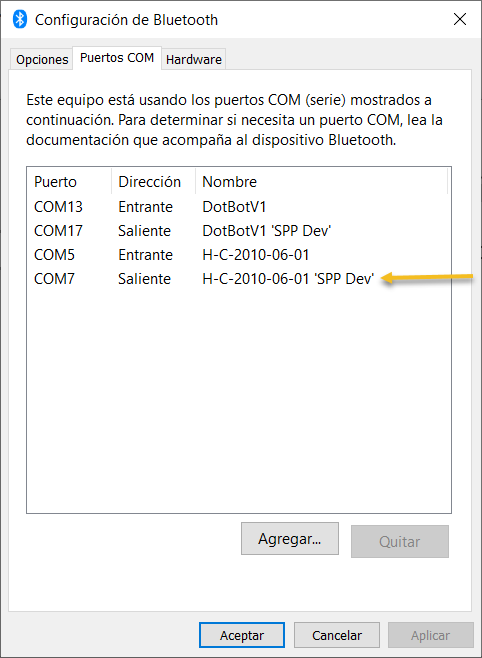 Configuración de Bluetooth
Opciones Puertos COM Hardware
Este equipo está usando los puertos COM (serie) mostrados a
continuación. Para determinar si necesita un puerto COM, lea la
documentación que acompaña al dispositivo Bluetooth.
Puerto Dirección Nombre
COM13 Entrante DotBotV1
COM17 Saliente DotBotV1 'SPP Dev'
COM5 Entrante H-C-2010-06-01
COM7 Saliente H-C-2010-06-01 'SPP Dev'
Agregar... Quitar
Aceptar Cancelar Aplicar